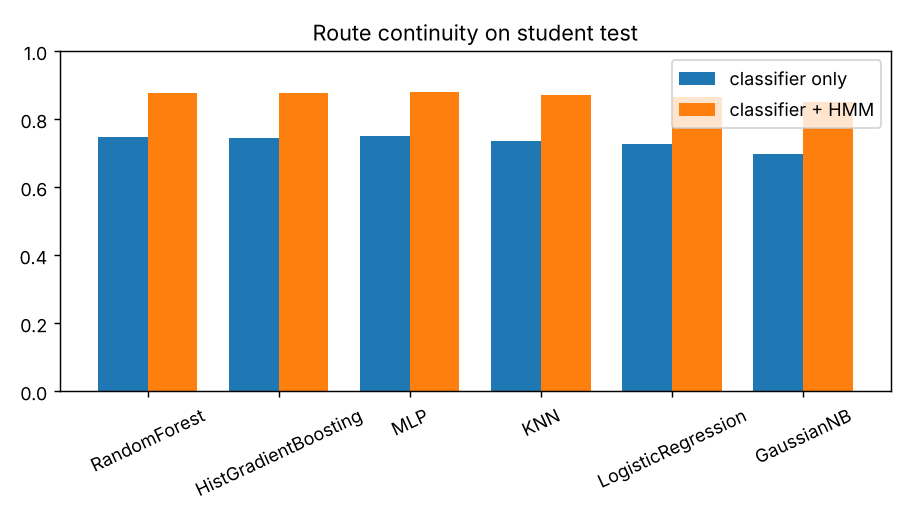 Route continuity on student test
classifier only
classifier + HMM
1.0
0.8
0.6
0.4
0.2
0.0
RandomForest
HistGradientBoosting
MLP
KNN
LogisticRegression
GaussianNB